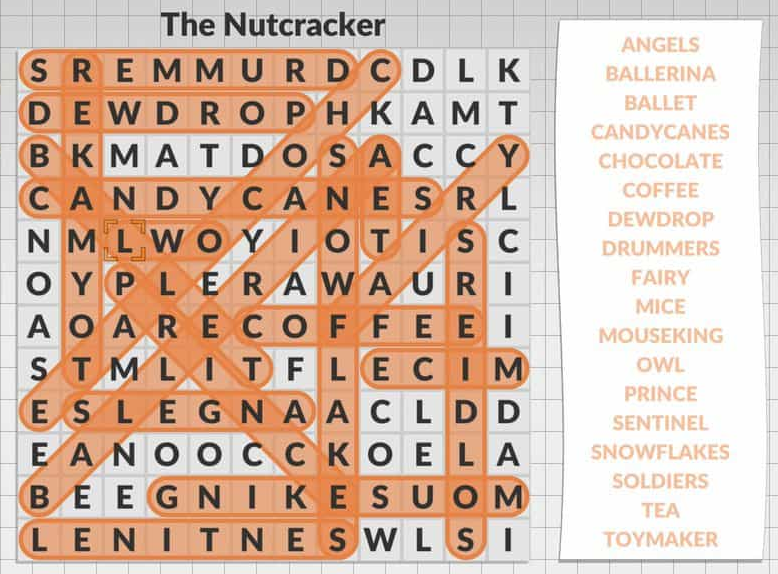 The Nutcracker
S R E M M U R D C D L K
D E W D R O P H K A M T
B K M A T D O S A C C Y
C A N D Y C A N E S R L
N M L W O Y I O T I S C
O Y P L E R A W A U R I
A O A R E C O F F E E I
S T M L I T F L E C I M
E S L E G N A A C L D D
E A N O O C C K O E L A
B E E G N I K E S U O M
L E N I T N E S W L S I
ANGELS
BALLERINA
BALLET
CANDYCANES
CHOCOLATE
COFFEE
DEWDROP
DRUMMERS
FAIRY
MICE
MOUSEKING
OWL
PRINCE
SENTINEL
SNOWFLAKES
SOLDIERS
TEA
TOYMAKER